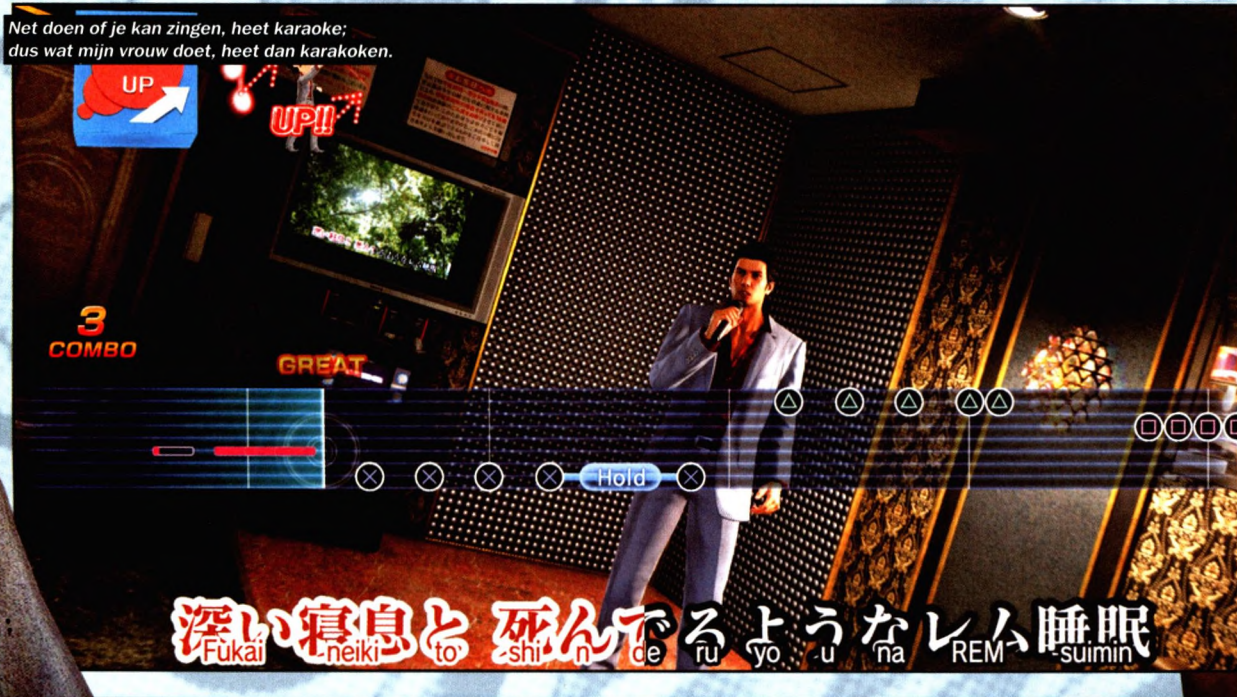 Net doen of je kan zingen, heet karaoke;
dus wat mijn vrouw doet, heet dan karakoken.
UP
UP!!
3
COMBO
GREAT
Hold
深い寝息と 死んでるようなレム睡眠
Fukai neiki to shi n de ru yo u na REM -suimin